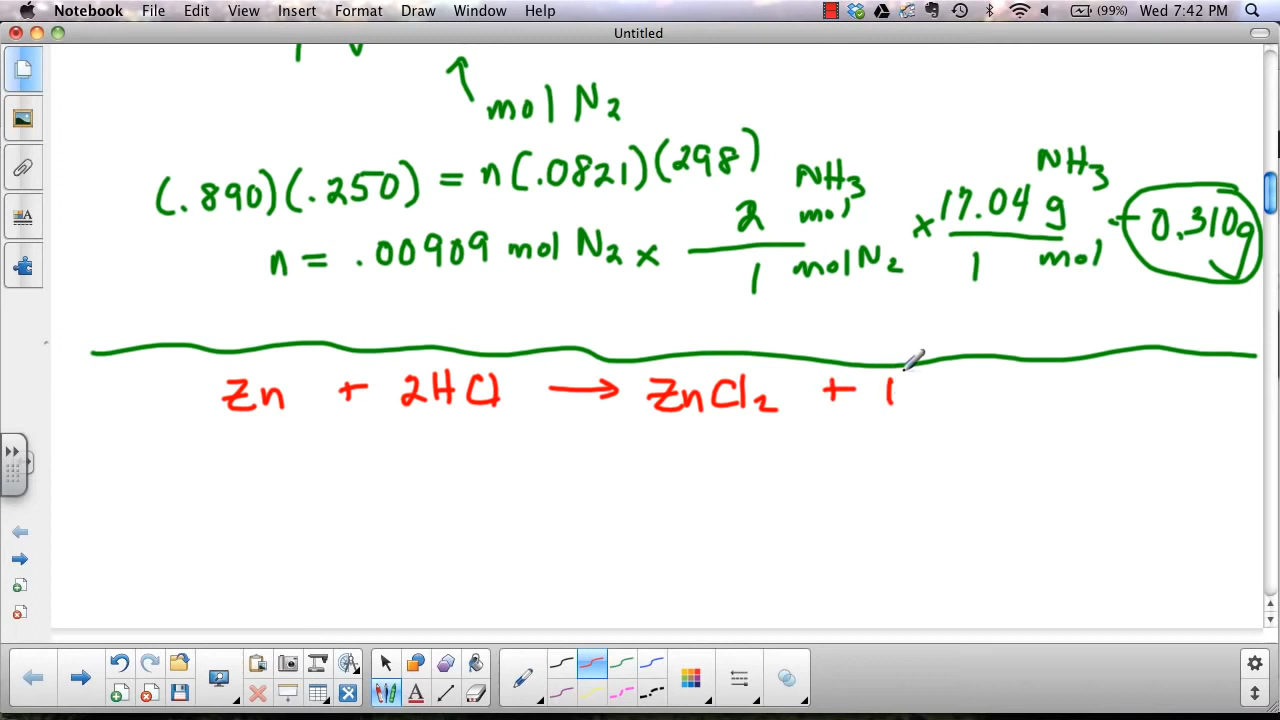 Notebook File Edit View Insert Format Draw Window Help (99%) Wed 7:42 PM
Untitled
mol N₂
(.890)(.250) = n(.0821)(298)
n = .00909 mol N₂ × 2 mol NH₃ / 1 mol N₂ × 17.04 g NH₃ / 1 mol = 0.310g
Zn + 2HCl → ZnCl₂ +